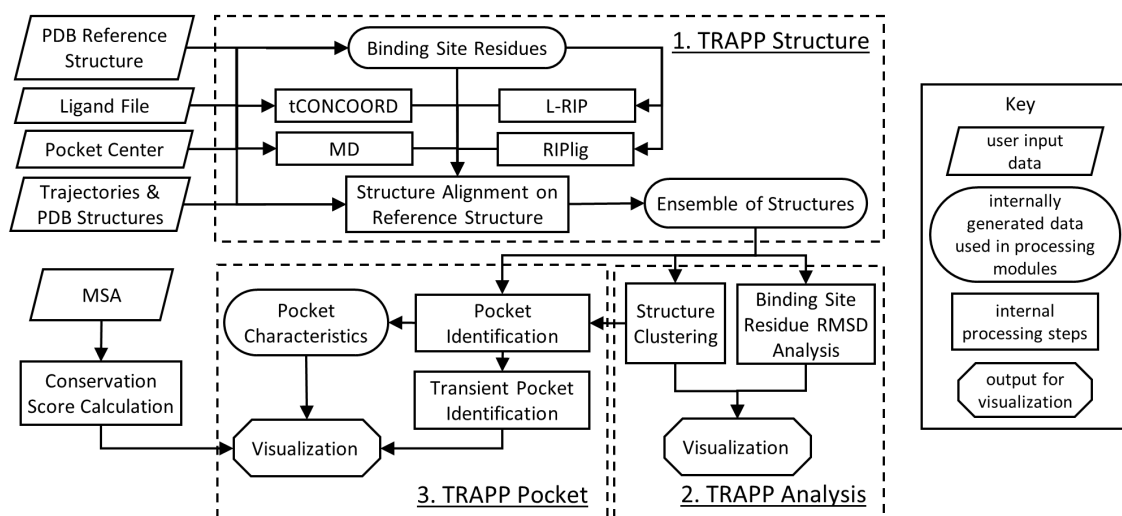 PDB Reference
Structure
Ligand File
Pocket Center
Trajectories &
PDB Structures
Binding Site Residues
1. TRAPP Structure
tCONCOORD
L-RIP
MD
RIPlig
Structure Alignment on
Reference Structure
Ensemble of Structures
MSA
Conservation
Score Calculation
Pocket
Characteristics
Pocket
Identification
Transient Pocket
Identification
Visualization
3. TRAPP Pocket
Structure
Clustering
Binding Site
Residue RMSD
Analysis
Visualization
2. TRAPP Analysis
Key
user input
data
internally
generated data
used in processing
modules
internal
processing steps
output for
visualization